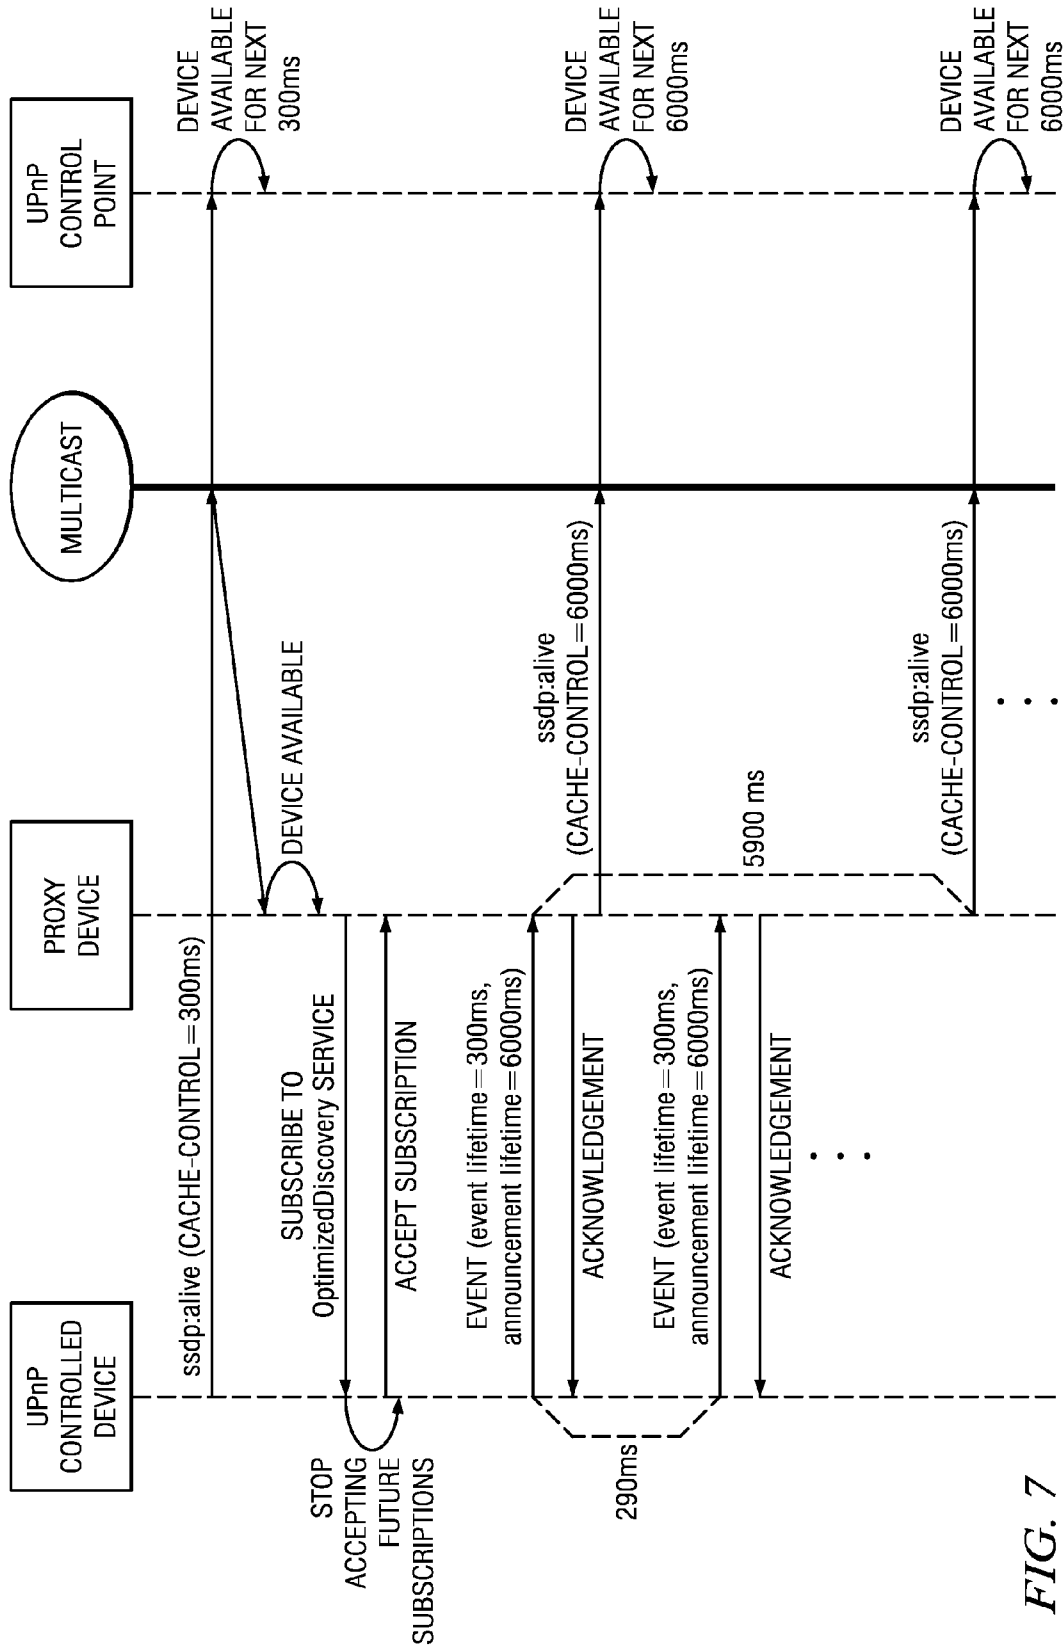 UPnP
CONTROLLED
DEVICE
PROXY
DEVICE
MULTICAST
UPnP
CONTROL
POINT
ssdp:alive (CACHE-CONTROL=300ms)
DEVICE
AVAILABLE
FOR NEXT
300ms
DEVICE AVAILABLE
SUBSCRIBE TO
OptimizedDiscovery SERVICE
STOP
ACCEPTING
FUTURE
SUBSCRIPTIONS
ACCEPT SUBSCRIPTION
EVENT (event lifetime=300ms,
announcement lifetime=6000ms)
ACKNOWLEDGEMENT
ssdp:alive
(CACHE-CONTROL=6000ms)
DEVICE
AVAILABLE
FOR NEXT
6000ms
290ms
EVENT (event lifetime=300ms,
announcement lifetime=6000ms)
5900 ms
ACKNOWLEDGEMENT
. . .
ssdp:alive
(CACHE-CONTROL=6000ms)
. . .
DEVICE
AVAILABLE
FOR NEXT
6000ms
FIG. 7